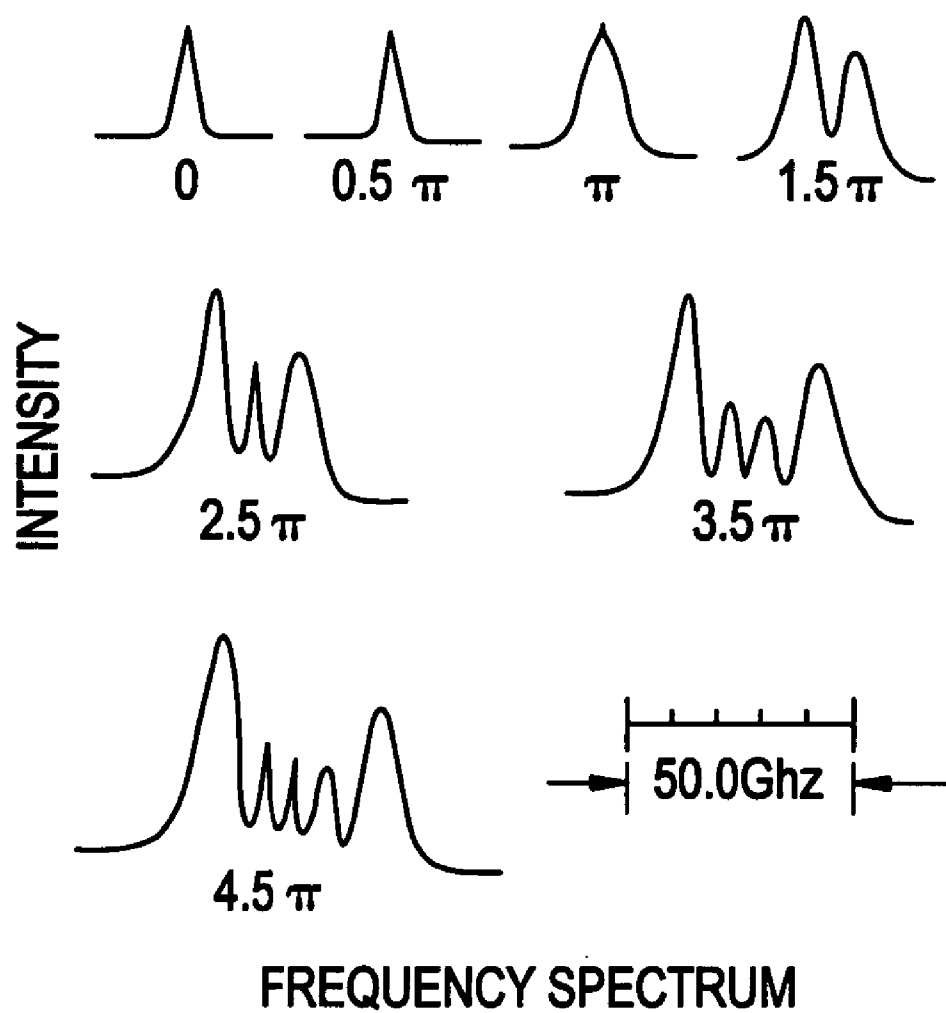 0
0.5 π
π
1.5 π
INTENSITY
2.5 π
3.5 π
50.0Ghz
4.5 π
FREQUENCY SPECTRUM